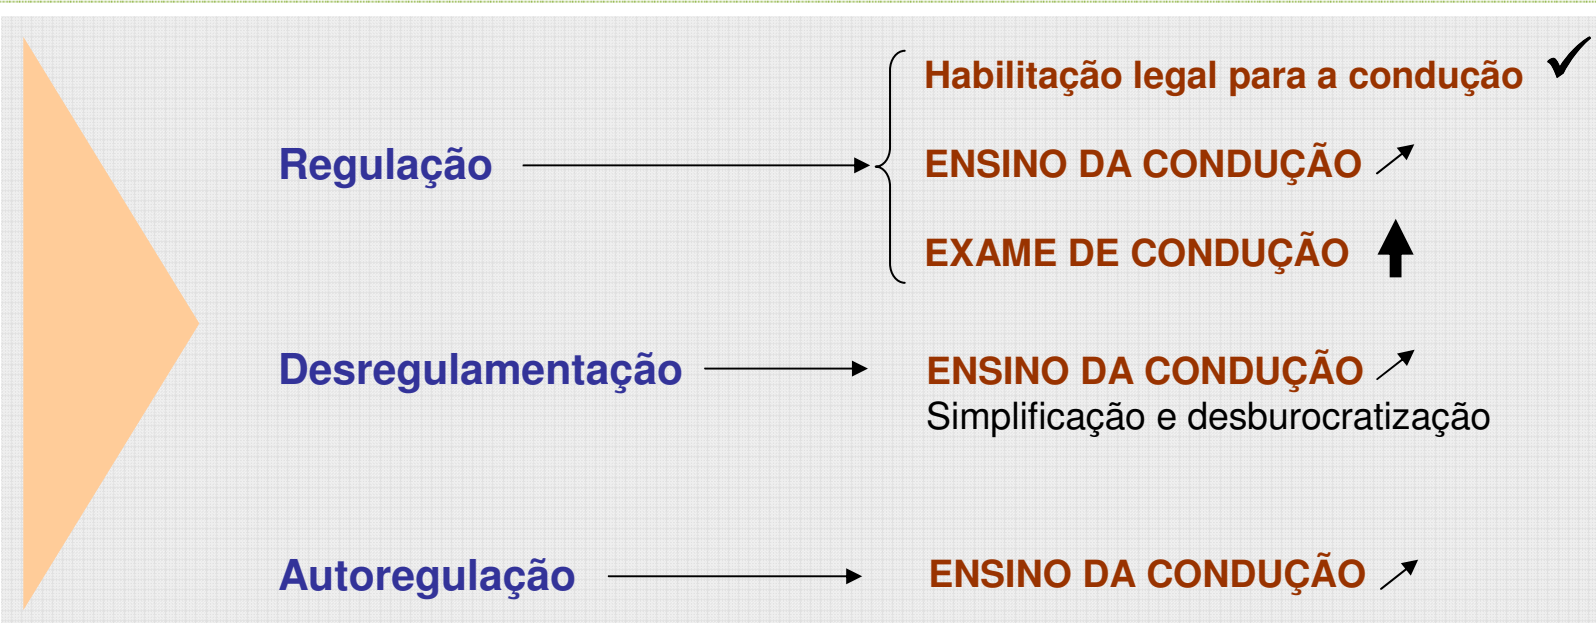 Habilitação legal para a condução
Regulação
ENSINO DA CONDUÇÃO
EXAME DE CONDUÇÃO
Desregulamentação
ENSINO DA CONDUÇÃO
Simplificação e desburocratização
Autoregulação
ENSINO DA CONDUÇÃO